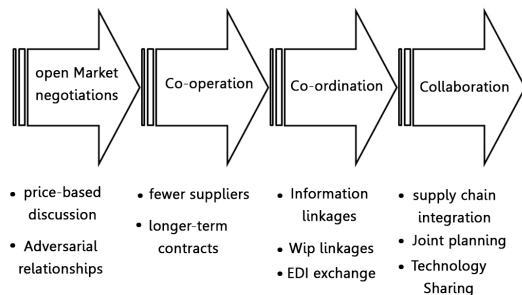 open Market
negotiations
Co-operation
Co-ordination
Collaboration
• price-based
discussion
• Adversarial
relationships
• fewer suppliers
• longer-term
contracts
• Information
linkages
• Wip linkages
• EDI exchange
• supply chain
integration
• Joint planning
• Technology
Sharing